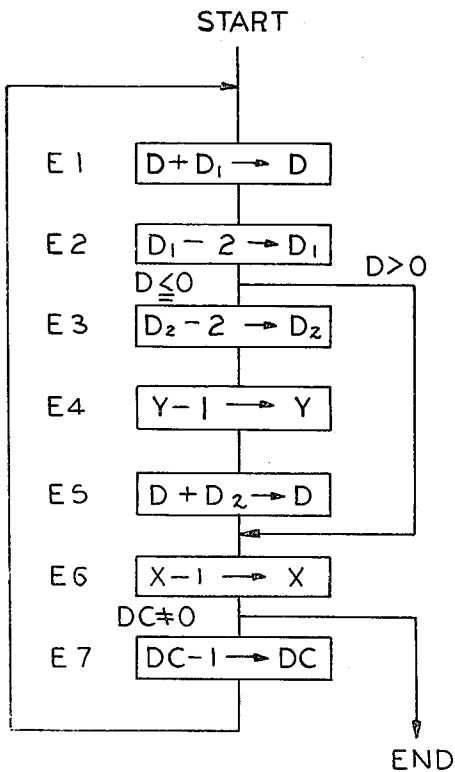 START
E1 D+D₁ → D
E2 D₁-2 → D₁
D≦0 D>0
E3 D₂-2 → D₂
E4 Y-1 → Y
E5 D+D₂ → D
E6 X-1 → X
DC≠0
E7 DC-1 → DC
END